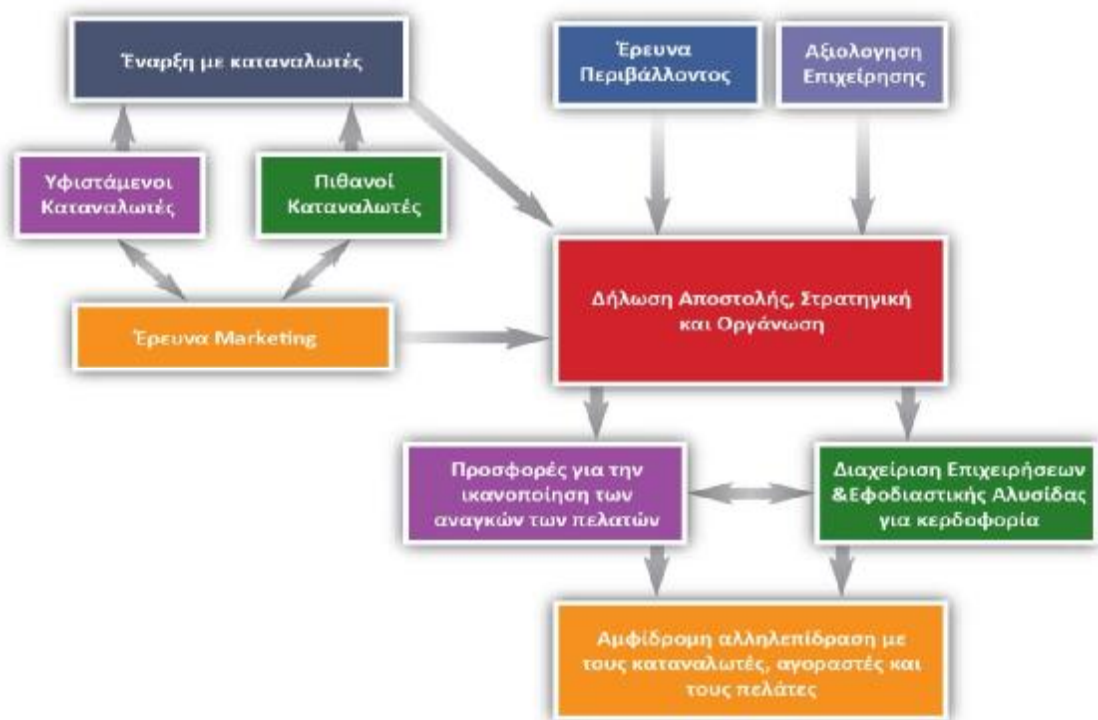 Έναρξη με καταναλωτές
Έρευνα
Περιβάλλοντος
Αξιολογηση
Επιχείρησης
Υφιστάμενοι
Καταναλωτές
Πιθανοί
Καταναλωτές
Δήλωση Αποστολής, Στρατηγική
και Οργάνωση
Έρευνα Marketing
Προσφορές για την
ικανοποίηση των
αναγκών των πελατών
Διαχείριση Επιχειρήσεων
&Εφοδιαστικής Αλυσίδας
για κερδοφορία
Αμφίδρομη αλληλεπίδραση με
τους καταναλωτές, αγοραστές και
τους πελάτες